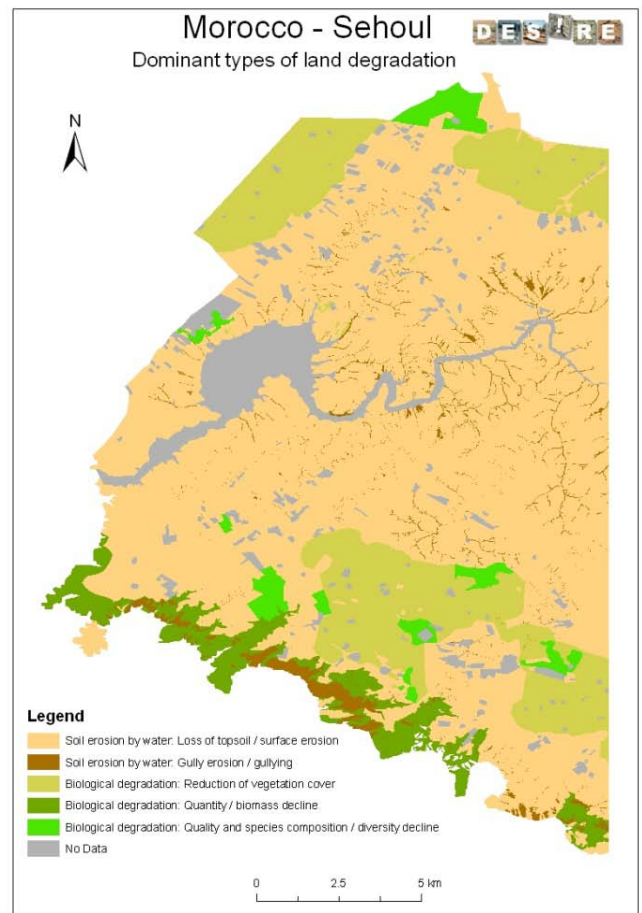 Morocco - Sehoul
DES!RE
Dominant types of land degradation
N
Legend
Soil erosion by water: Loss of topsoil / surface erosion
Soil erosion by water: Gully erosion / gullying
Biological degradation: Reduction of vegetation cover
Biological degradation: Quantity / biomass decline
Biological degradation: Quality and species composition / diversity decline
No Data
0 2.5 5 km